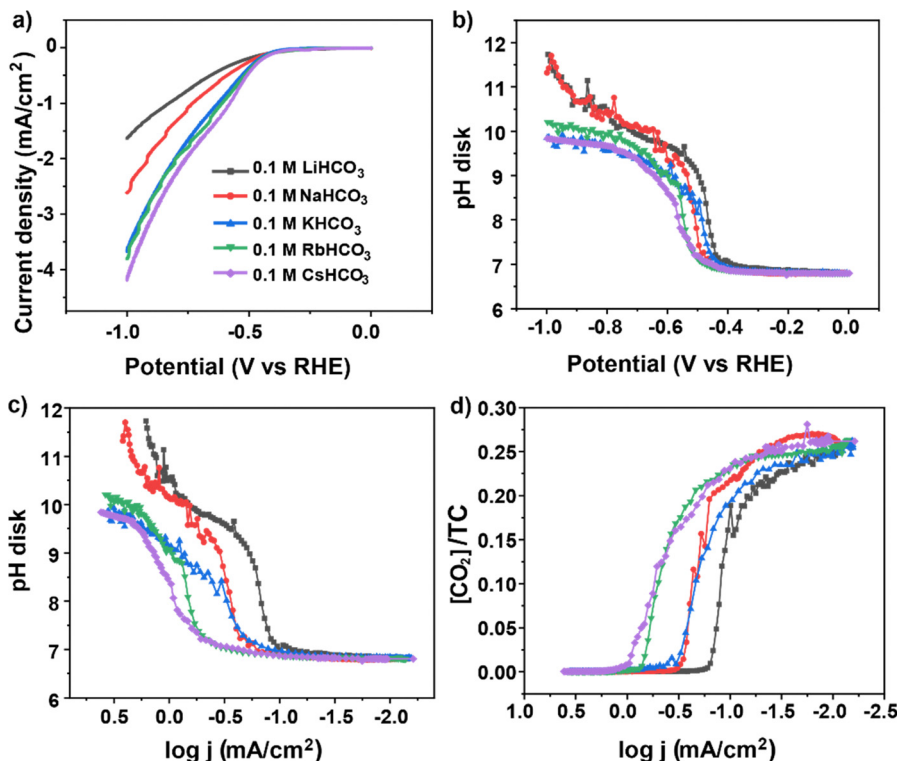 a)
0
-1
-2
-3
-4
Current density (mA/cm²)
0.1 M LiHCO₃
0.1 M NaHCO₃
0.1 M KHCO₃
0.1 M RbHCO₃
0.1 M CsHCO₃
-1.0 -0.5 0.0
Potential (V vs RHE)
b)
12
11
10
9
8
7
6
pH disk
-1.0 -0.8 -0.6 -0.4 -0.2 0.0
Potential (V vs RHE)
c)
12
11
10
9
8
7
6
pH disk
0.5 0.0 -0.5 -1.0 -1.5 -2.0
log j (mA/cm²)
d)
0.30
0.25
0.20
0.15
0.10
0.05
0.00
[CO₂]/TC
1.0 0.5 0.0 -0.5 -1.0 -1.5 -2.0 -2.5
log j (mA/cm²)